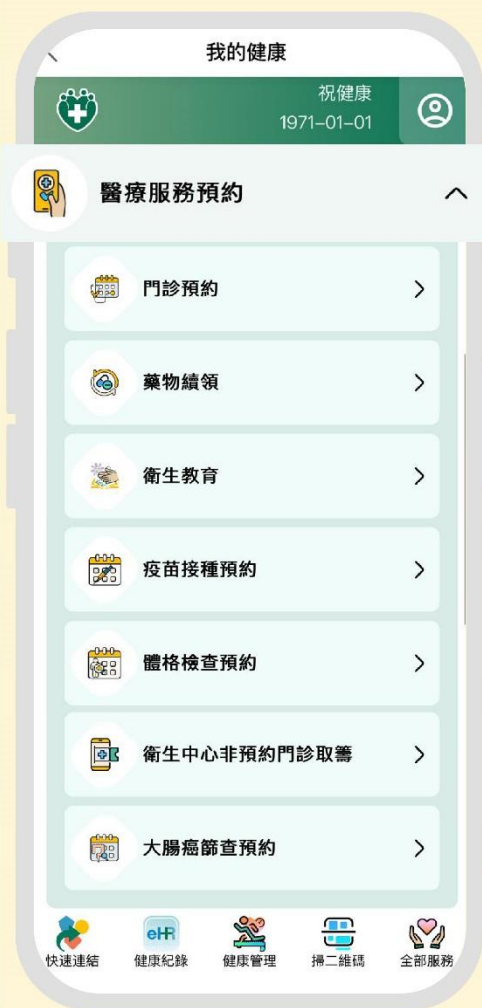 我的健康
祝健康
1971–01–01
醫療服務預約
門診預約
藥物續領
衛生教育
疫苗接種預約
體格檢查預約
衛生中心非預約門診取籌
大腸癌篩查預約
eHR
快速連結 健康紀錄 健康管理 掃二維碼 全部服務